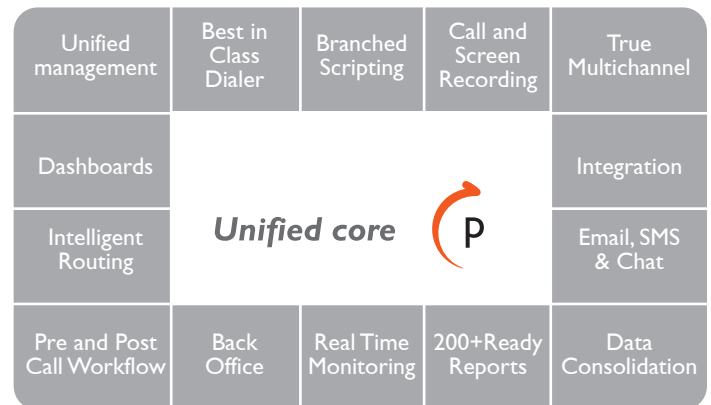 Unified
management
Best in
Class
Dialer
Branched
Scripting
Call and
Screen
Recording
True
Multichannel
Dashboards
Integration
Unified core
p
Intelligent
Routing
Email, SMS
& Chat
Pre and Post
Call Workflow
Back
Office
Real Time
Monitoring
200+Ready
Reports
Data
Consolidation